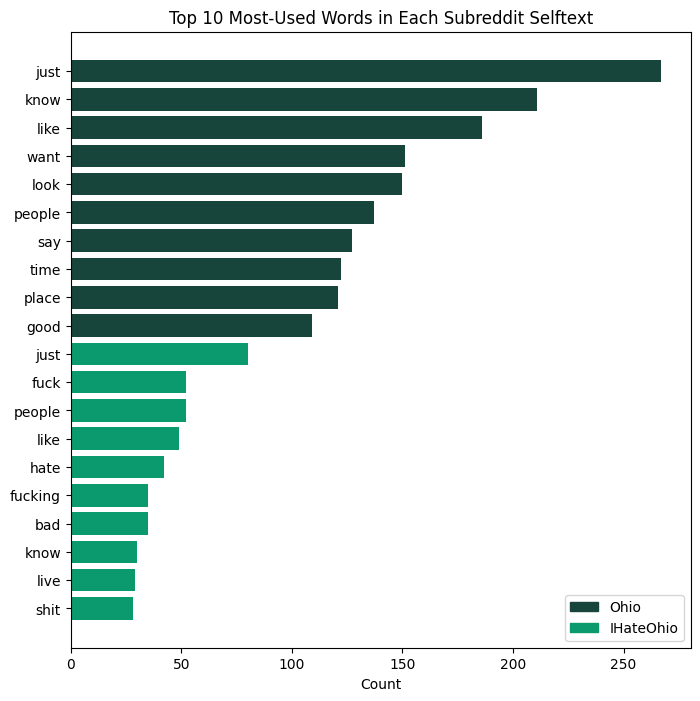 Top 10 Most-Used Words in Each Subreddit Selftext
just
know
like
want
look
people
say
time
place
good
just
fuck
people
like
hate
fucking
bad
know
live
shit
Ohio
IHateOhio
0 50 100 150 200 250
Count